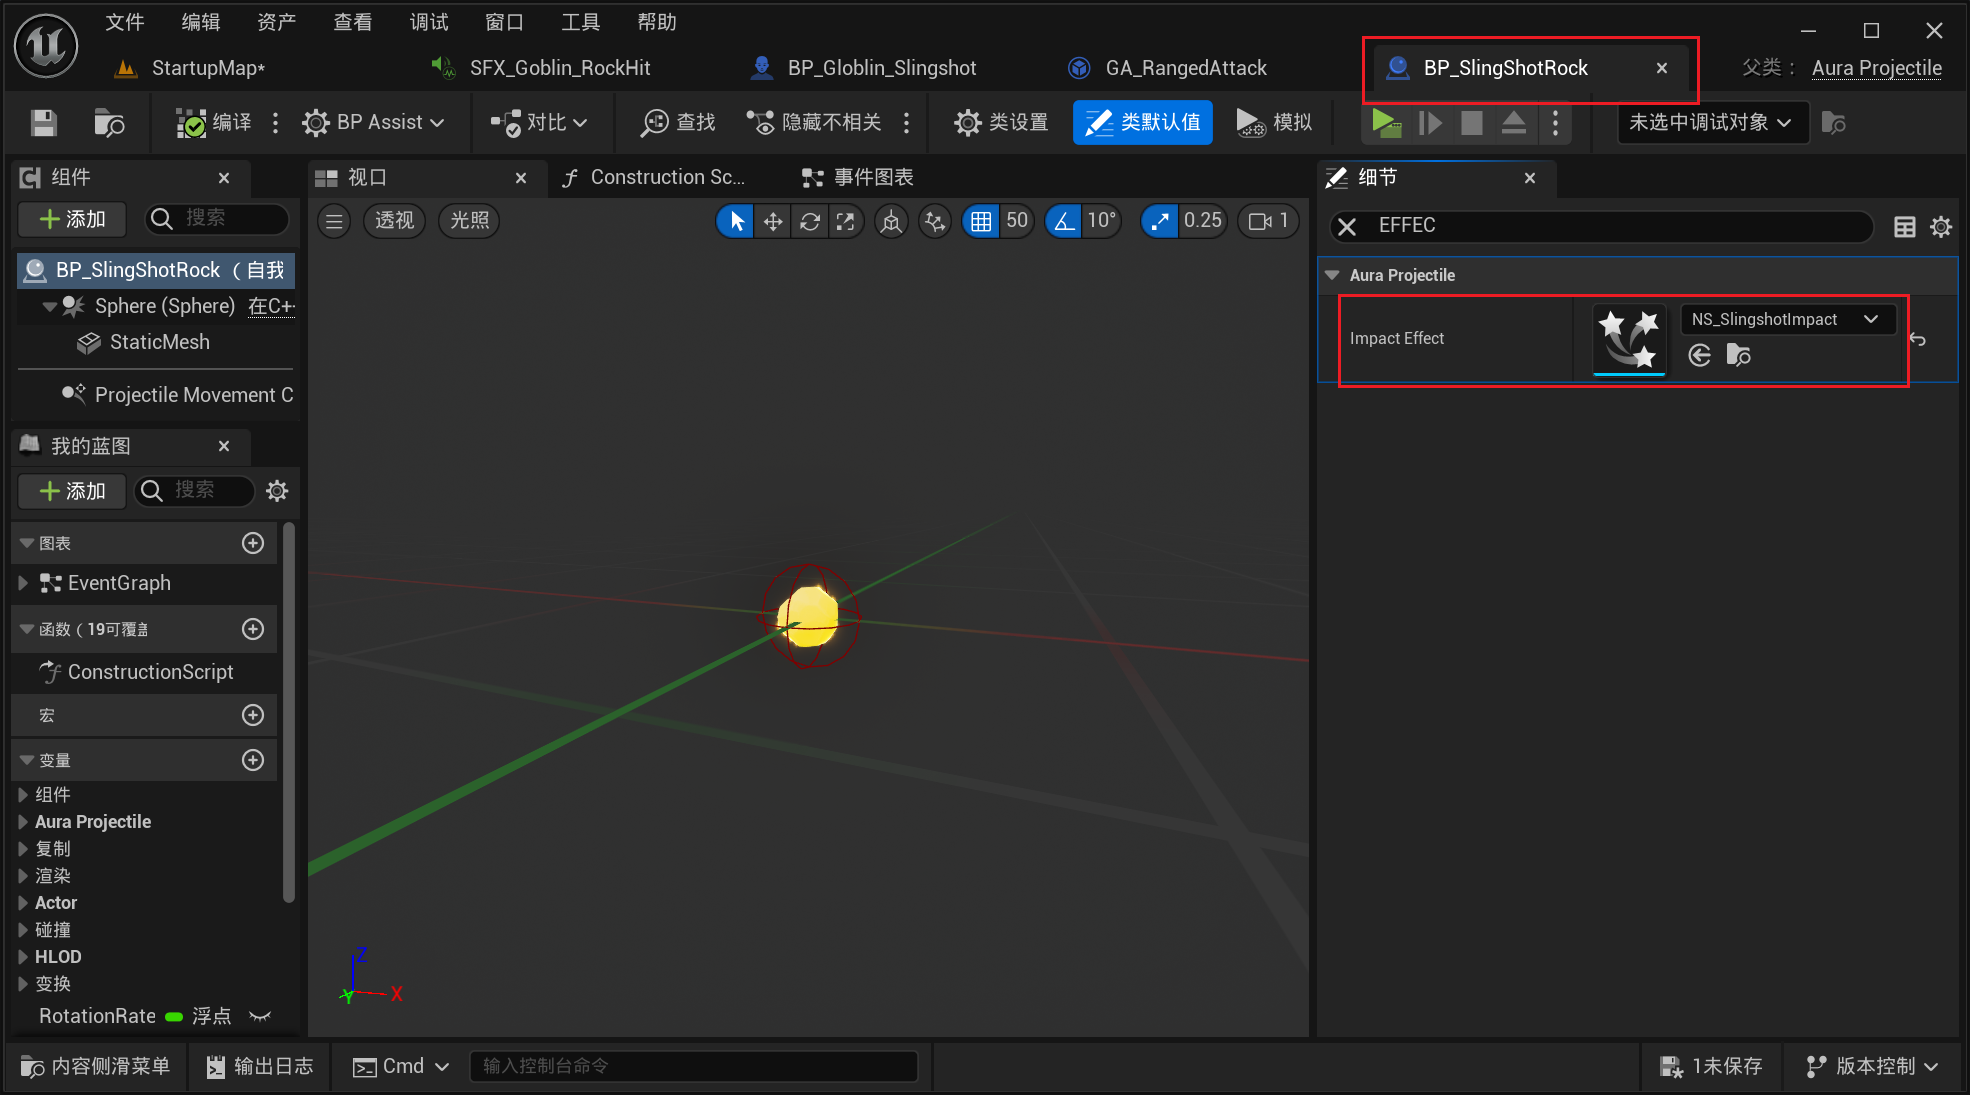 文件 编辑 资产 查看 调试 窗口 工具 帮助
StartupMap* SFX_Goblin_RockHit BP_Globlin_Slingshot GA_RangedAttack BP_SlingShotRock 父类： Aura Projectile
编译 BP Assist 对比 查找 隐藏不相关 类设置 类默认值 模拟 未选中调试对象
组件
添加 搜索
BP_SlingShotRock （自我
Sphere (Sphere) 在C+
StaticMesh
Projectile Movement C
我的蓝图
添加 搜索
图表
EventGraph
函数（19可覆盖
ConstructionScript
宏
变量
组件
Aura Projectile
复制
渲染
Actor
碰撞
HLOD
变换
RotationRate 浮点
视口 Construction Sc... 事件图表
透视 光照 50 10° 0.25 1
Z
Y X
细节
EFFEC
Aura Projectile
Impact Effect NS_SlingshotImpact
内容侧滑菜单 输出日志 Cmd 输入控制台命令 1未保存 版本控制